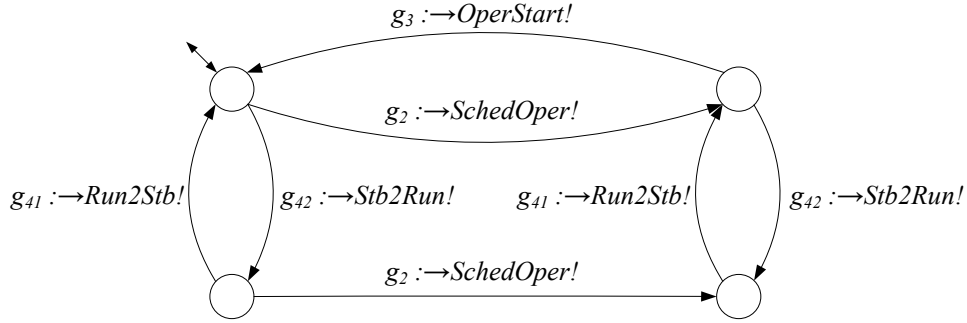 g3 :→OperStart!
g2 :→SchedOper!
g41 :→Run2Stb!
g42 :→Stb2Run!
g41 :→Run2Stb!
g42 :→Stb2Run!
g2 :→SchedOper!